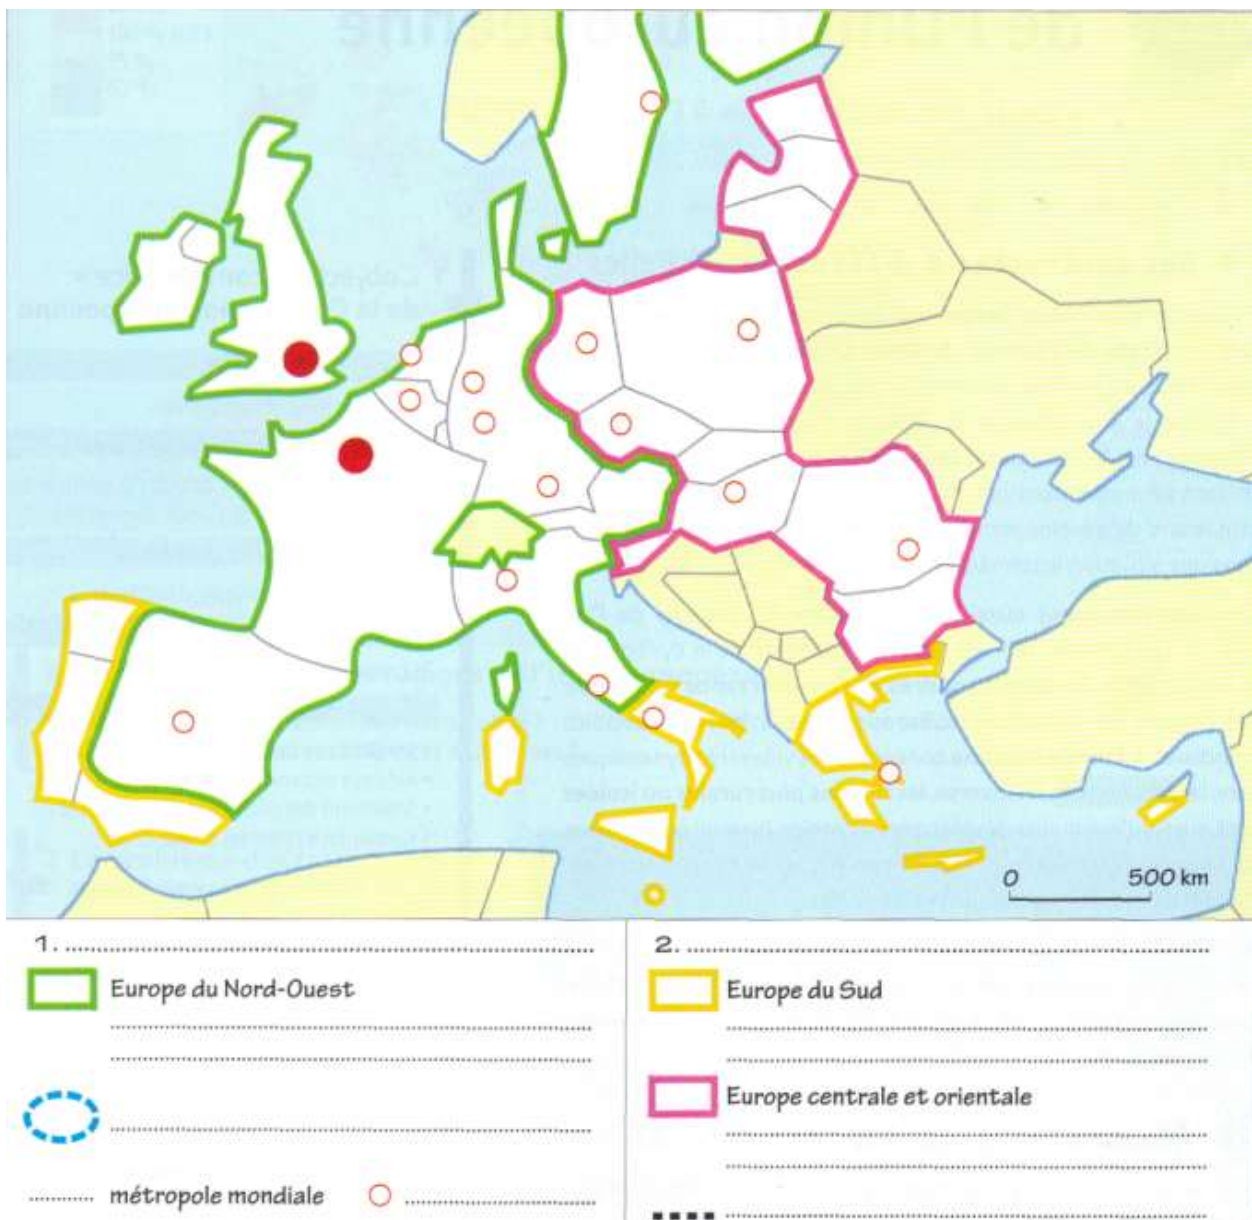 0 500 km
1. ..........
Europe du Nord-Ouest
.......... métropole mondiale
2. ..........
Europe du Sud
Europe centrale et orientale